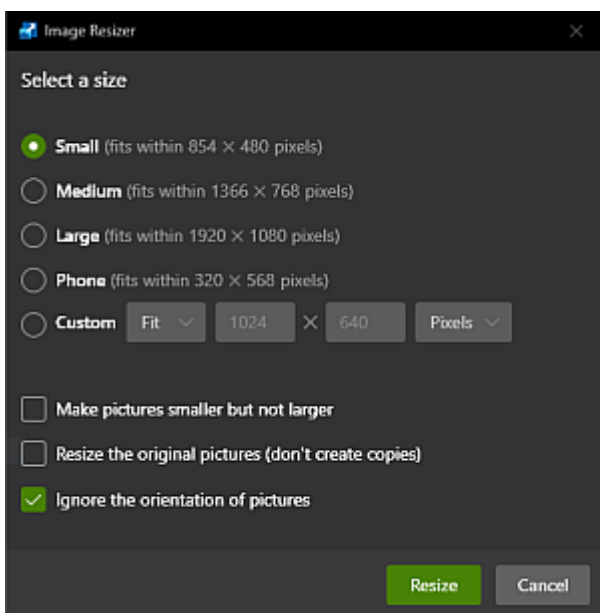 Image Resizer
Select a size
Small (fits within 854 × 480 pixels)
Medium (fits within 1366 × 768 pixels)
Large (fits within 1920 × 1080 pixels)
Phone (fits within 320 × 568 pixels)
Custom Fit 1024 × 640 Pixels
Make pictures smaller but not larger
Resize the original pictures (don't create copies)
Ignore the orientation of pictures
Resize Cancel